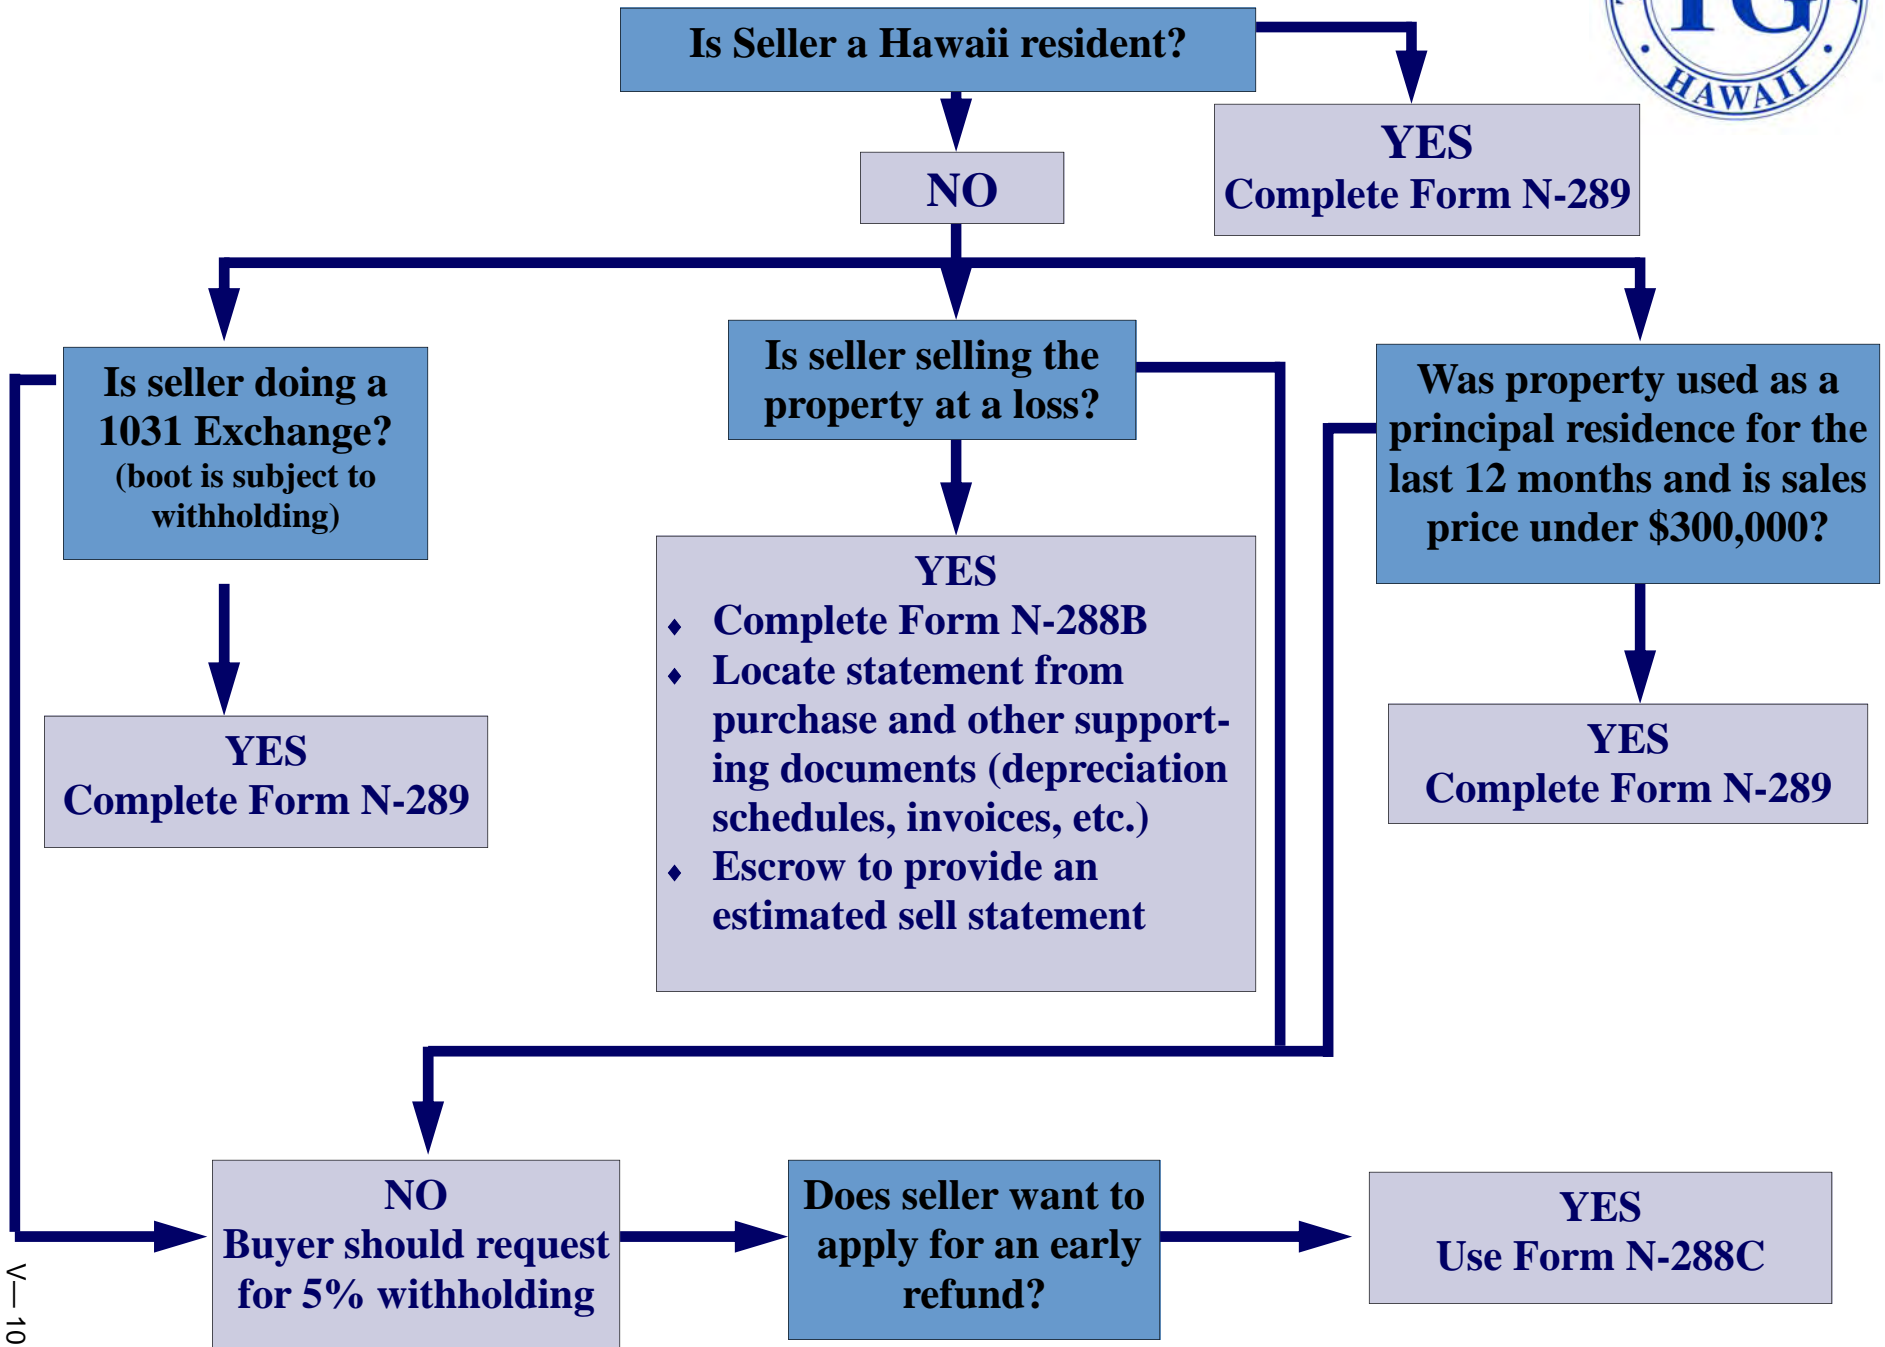 Is Seller a Hawaii resident?
TG
HAWAII
YES
Complete Form N-289
NO
Is seller doing a
1031 Exchange?
(boot is subject to
withholding)
Is seller selling the
property at a loss?
Was property used as a
principal residence for the
last 12 months and is sales
price under $300,000?
YES
Complete Form N-289
YES
♦ Complete Form N-288B
♦ Locate statement from
purchase and other support-
ing documents (depreciation
schedules, invoices, etc.)
♦ Escrow to provide an
estimated sell statement
YES
Complete Form N-289
NO
Buyer should request
for 5% withholding
Does seller want to
apply for an early
refund?
YES
Use Form N-288C
V—10